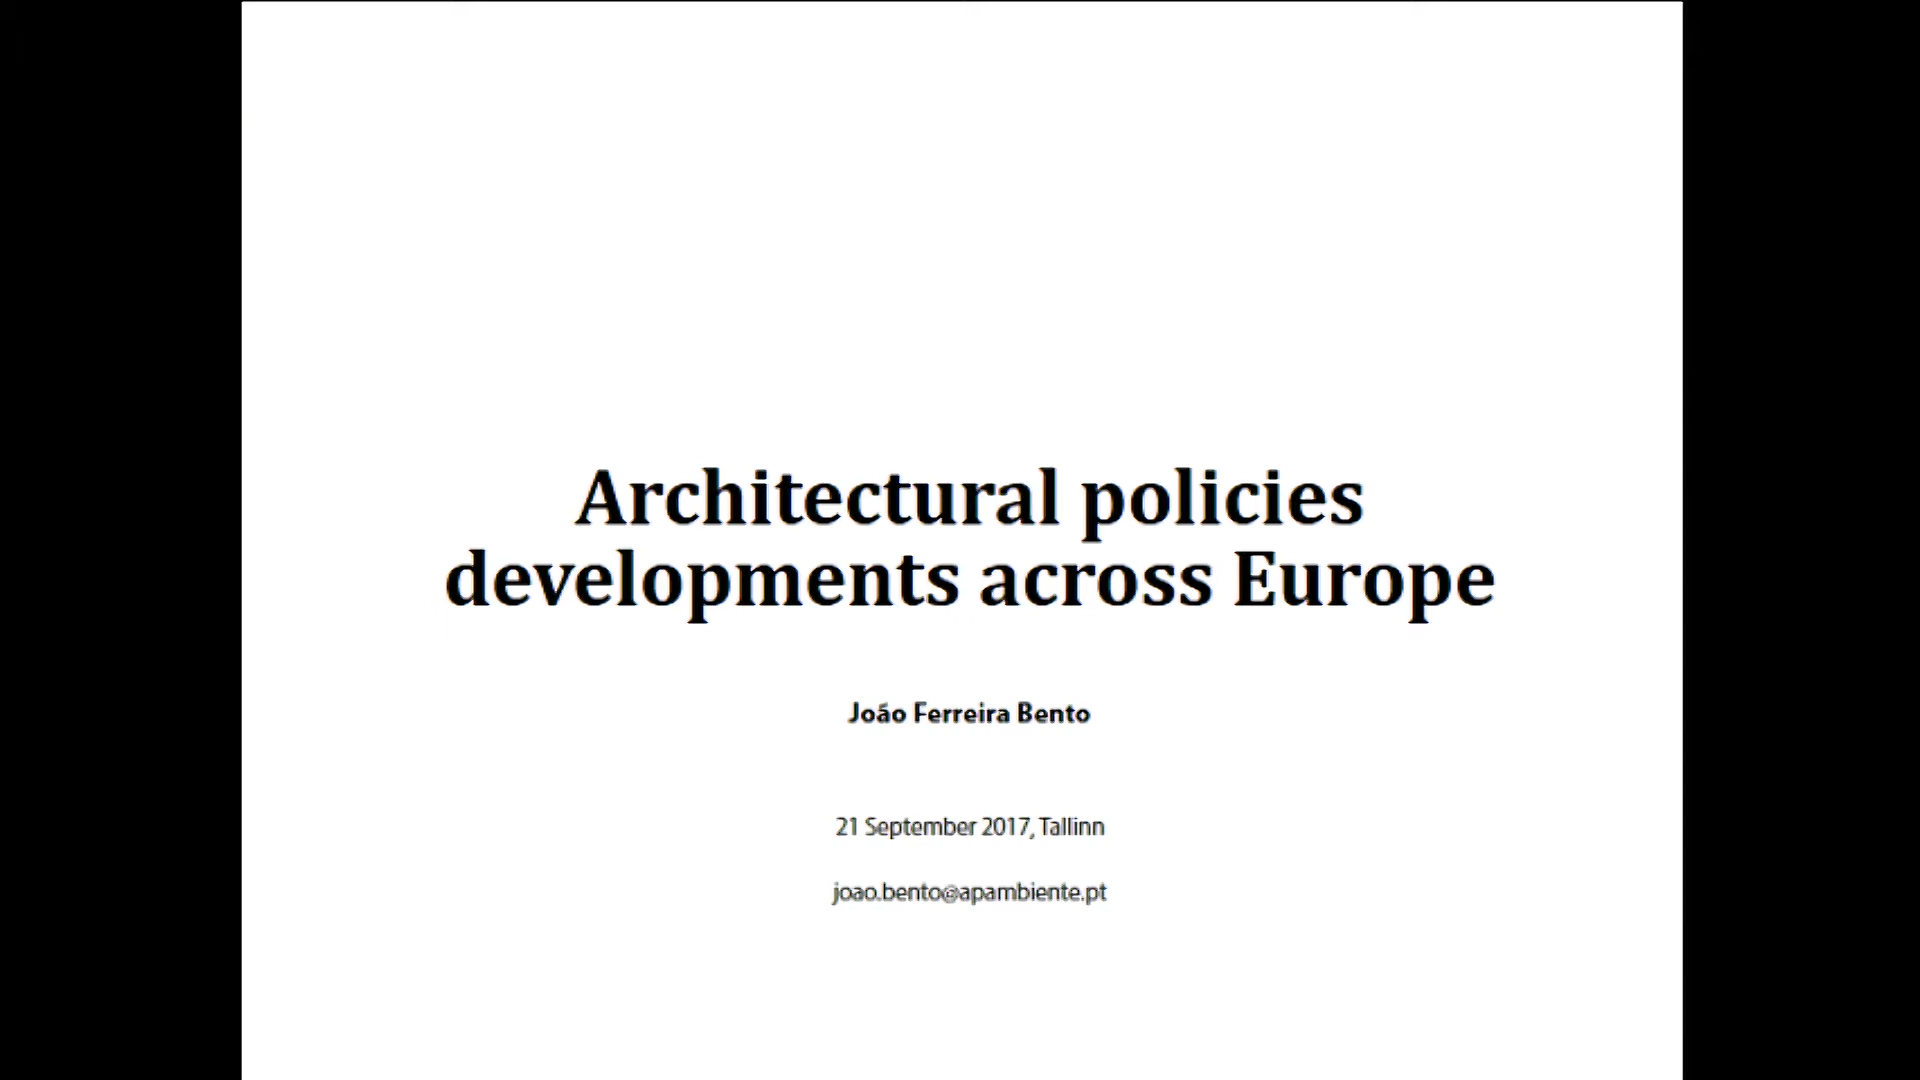 Architectural policies
developments across Europe
João Ferreira Bento
21 September 2017, Tallinn
joao.bento@apambiente.pt